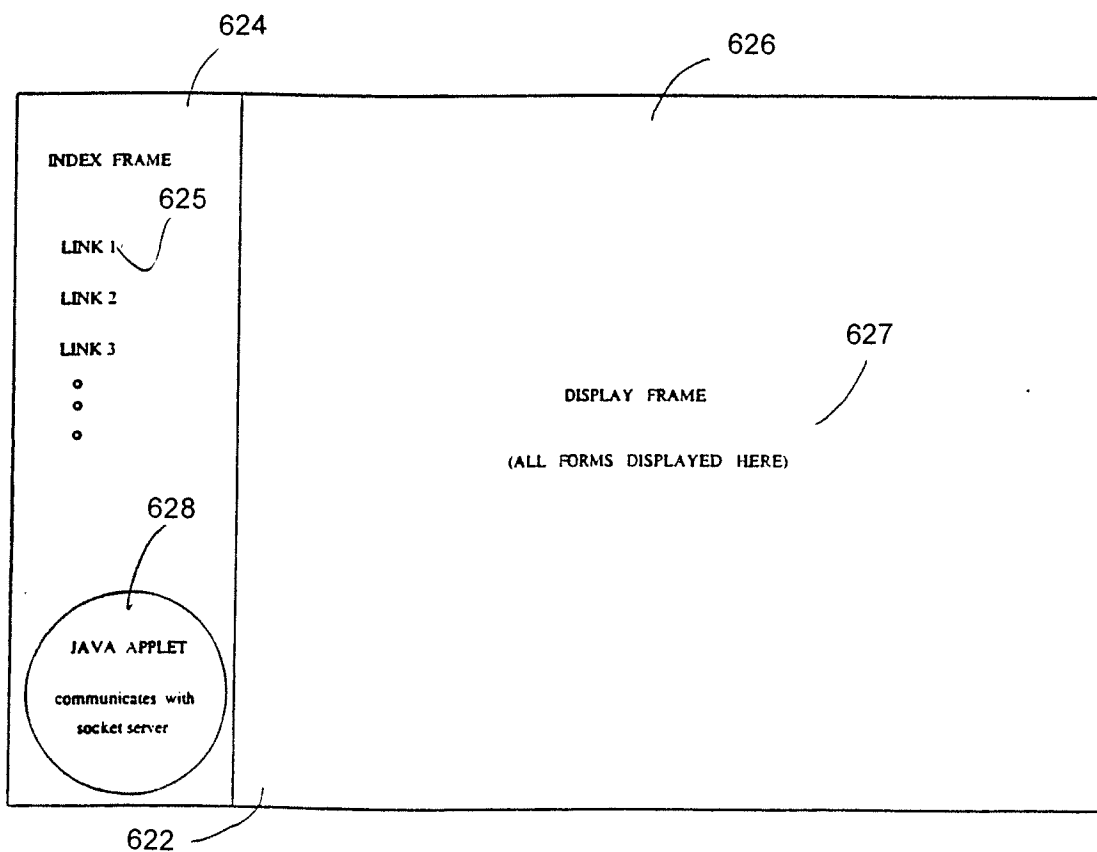 624
626
INDEX FRAME
625
LINK 1
LINK 2
LINK 3
627
DISPLAY FRAME
(ALL FORMS DISPLAYED HERE)
628
JAVA APPLET
communicates with
socket server
622